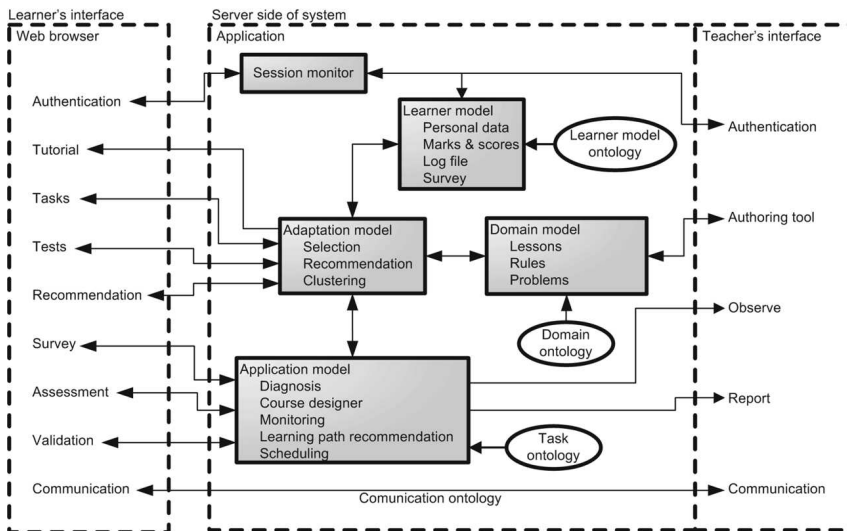 Learner's interface
Server side of system
Web browser
Application
Teacher's interface
Session monitor
Authentication
Learner model
Personal data
Marks & scores
Log file
Survey
Learner model
ontology
Authentication
Tutorial
Tasks
Adaptation model
Selection
Recommendation
Clustering
Domain model
Lessons
Rules
Problems
Authoring tool
Tests
Recommendation
Observe
Survey
Domain
ontology
Application model
Diagnosis
Course designer
Monitoring
Learning path recommendation
Scheduling
Assessment
Report
Validation
Task
ontology
Communication
Comunication ontology
Communication